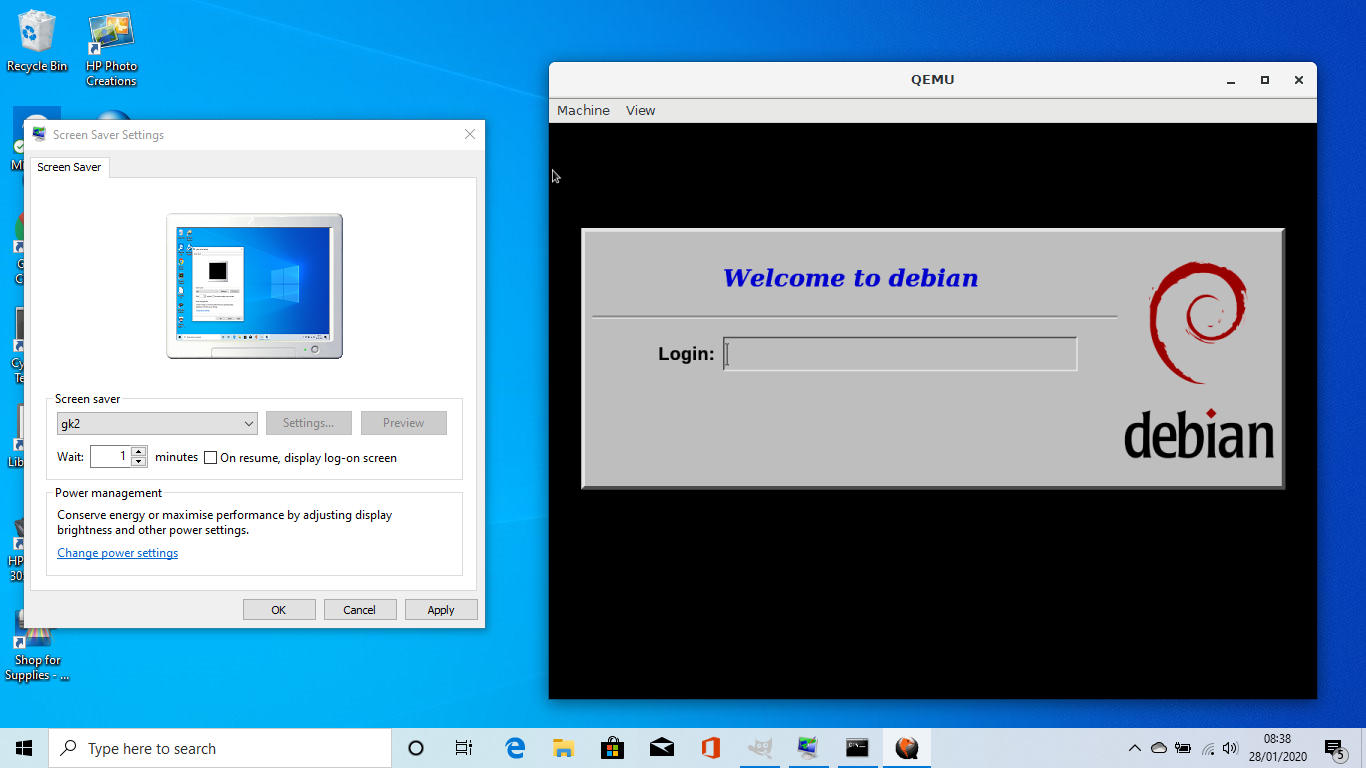 Recycle Bin
HP Photo
Creations
Screen Saver Settings
Screen Saver
Screen saver
gk2
Settings...
Preview
Wait:
1
minutes
On resume, display log-on screen
Power management
Conserve energy or maximise performance by adjusting display
brightness and other power settings.
Change power settings
OK
Cancel
Apply
Shop for
Supplies - ...
QEMU
Machine
View
Welcome to debian
Login:
debian
Type here to search
08:38
28/01/2020
5